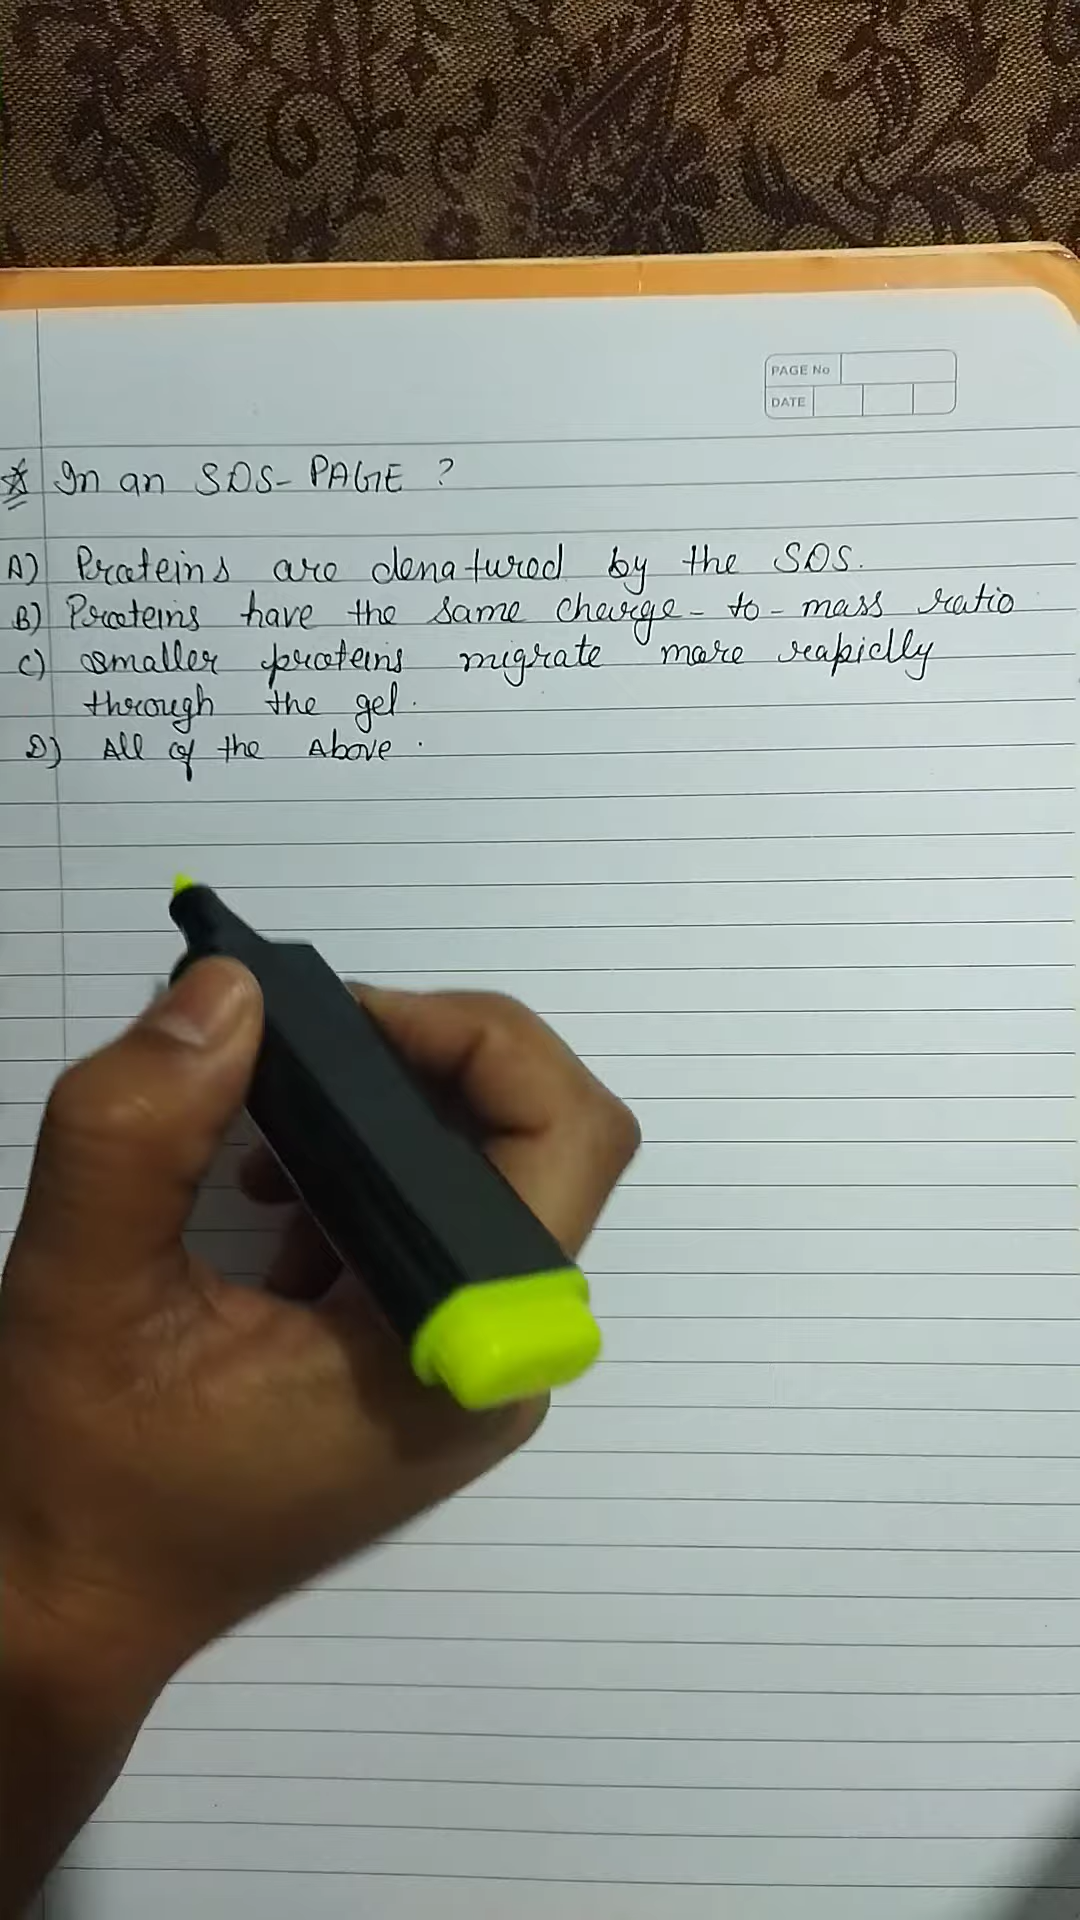 PAGE No
DATE
* In an SDS-PAGE ?
A) Proteins are denatured by the SDS.
B) Proteins have the same charge-to-mass ratio
C) smaller proteins migrate more rapidly
through the gel.
D) All of the Above.